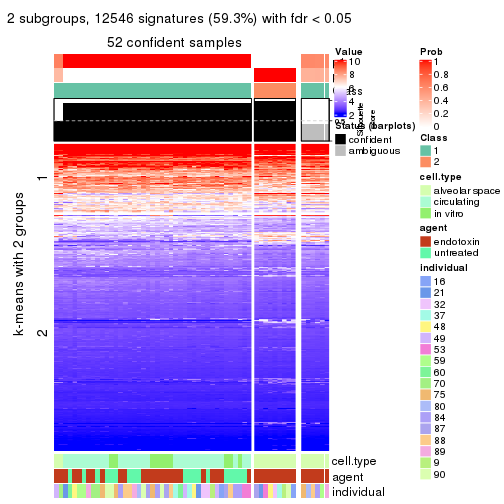 2 subgroups, 12546 signatures (59.3%) with fdr < 0.05
52 confident samples
k-means with 2 groups
1
2
Value
10
8
6
4
2
Status (barplots)
confident
ambiguous
Silhouette
score
Prob
1
0.8
0.6
0.4
0.2
0
Class
1
2
cell.type
alveolar space
circulating
in vitro
agent
endotoxin
untreated
individual
16
21
32
37
48
49
53
59
60
70
75
80
84
87
88
89
9
90
cell.type
agent
individual